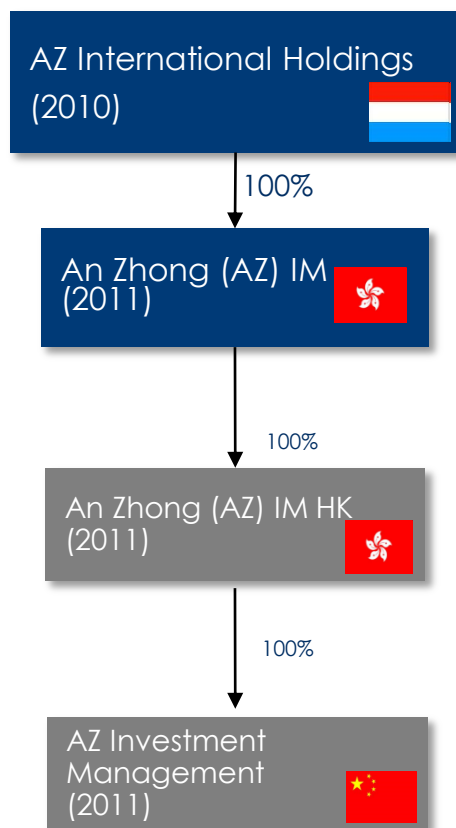 AZ International Holdings
(2010)
100%
An Zhong (AZ) IM
(2011)
100%
An Zhong (AZ) IM HK
(2011)
100%
AZ Investment
Management
(2011)